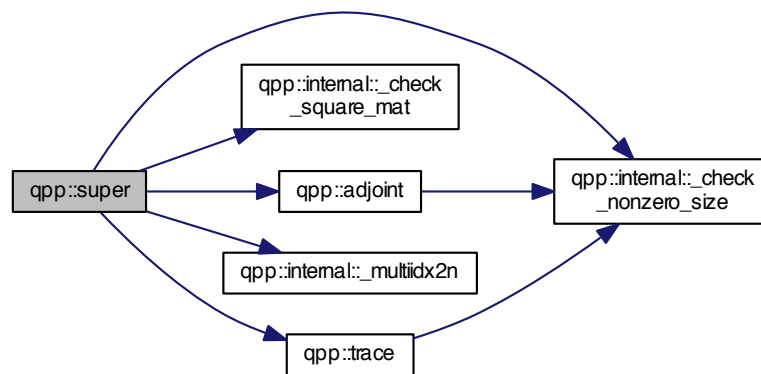 qpp::internal::_check
_square_mat
qpp::internal::_check
_nonzero_size
qpp::super
qpp::adjoint
qpp::internal::_multiidx2n
qpp::trace